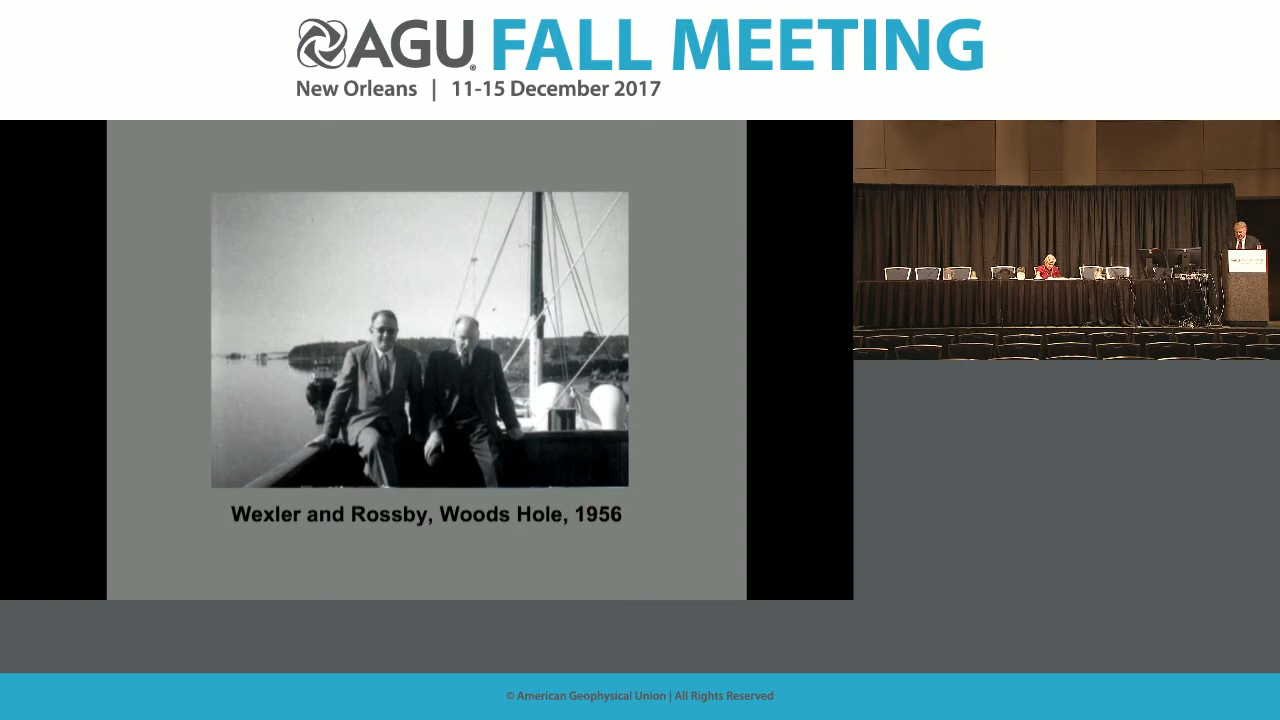 AGU FALL MEETING
New Orleans | 11-15 December 2017
Wexler and Rossby, Woods Hole, 1956
© American Geophysical Union | All Rights Reserved